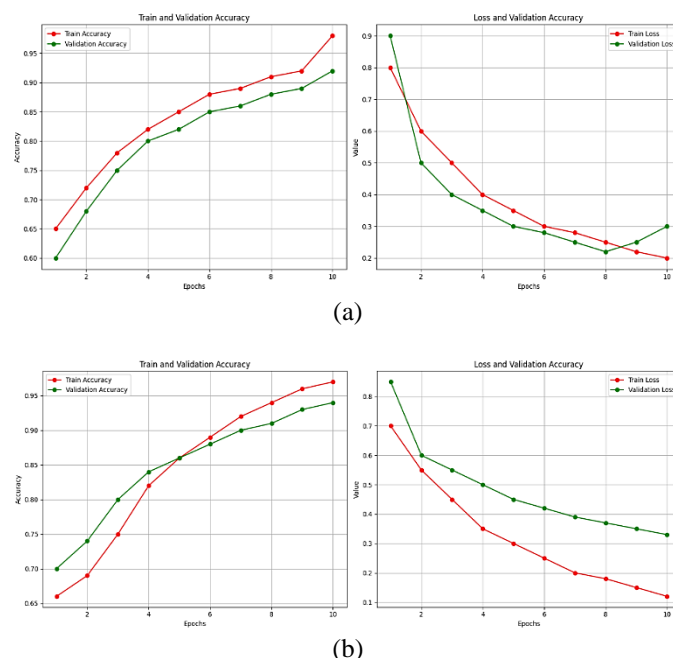 Train and Validation Accuracy
Train Accuracy
Validation Accuracy
Accuracy
0.95
0.90
0.85
0.80
0.75
0.70
0.65
0.60
2 4 6 8 10
Epochs
Loss and Validation Accuracy
Train Loss
Validation Loss
Value
0.9
0.8
0.7
0.6
0.5
0.4
0.3
0.2
2 4 6 8 10
Epochs
(a)
Train and Validation Accuracy
Train Accuracy
Validation Accuracy
Accuracy
0.95
0.90
0.85
0.80
0.75
0.70
0.65
2 4 6 8 10
Epochs
Loss and Validation Accuracy
Train Loss
Validation Loss
Value
0.8
0.7
0.6
0.5
0.4
0.3
0.2
0.1
2 4 6 8 10
Epochs
(b)